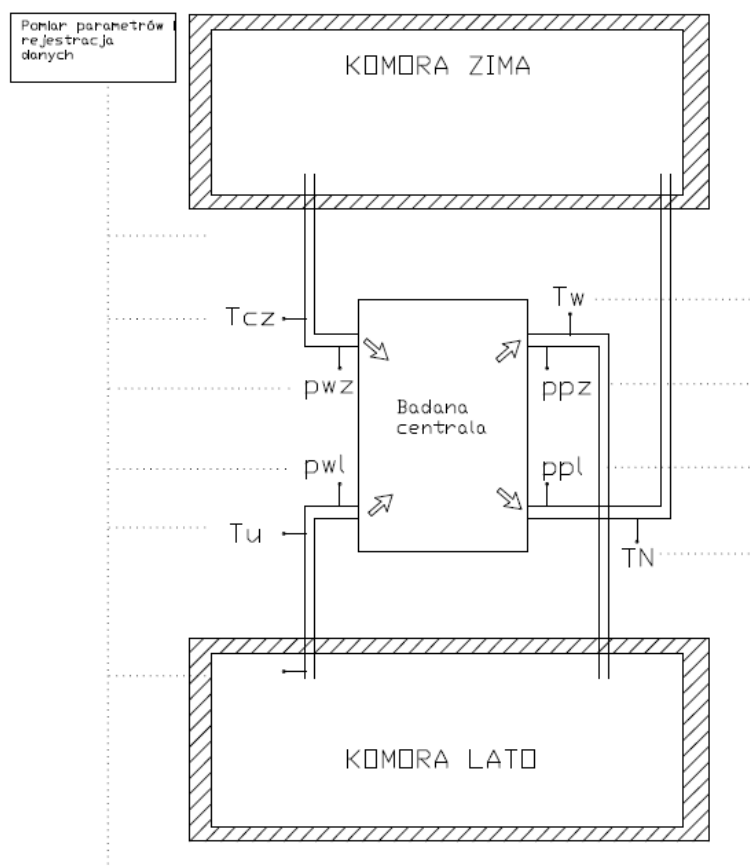 Pomiar parametrów i
rejestracja
danych
KOMORA ZIMA
Tw
Tcz
pwz
ppz
Badana
centrala
pwl
ppl
Tu
TN
KOMORA LATO